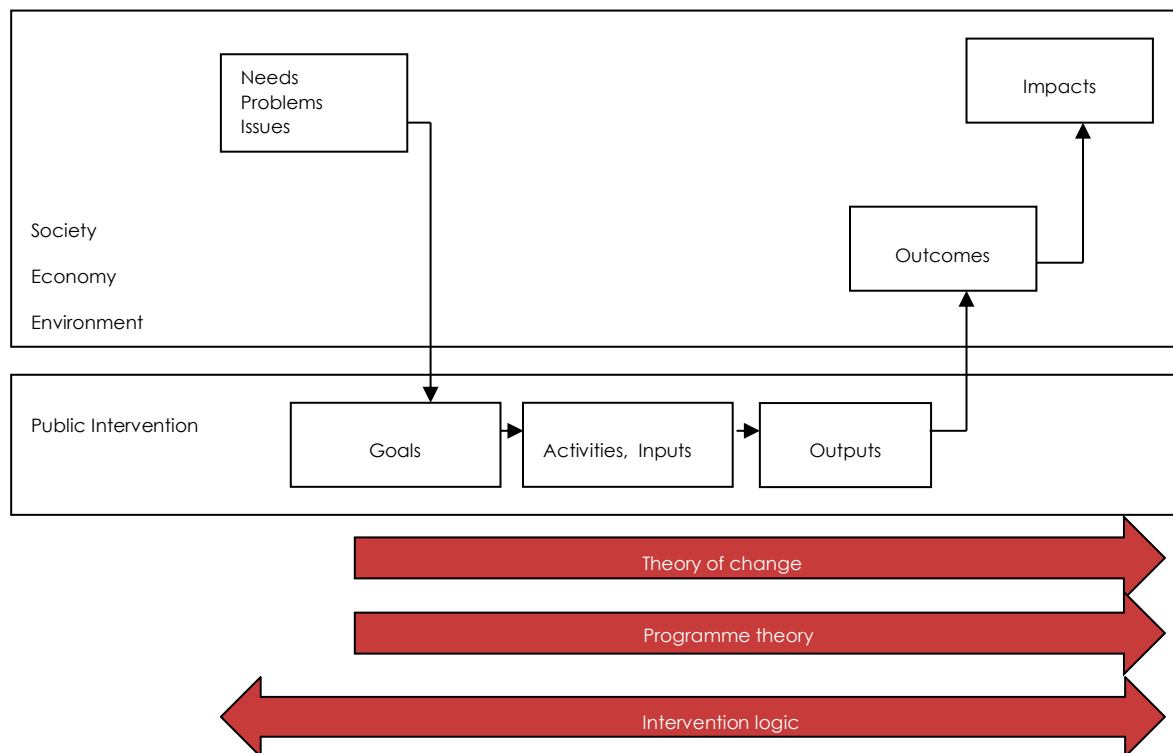 Needs
Problems
Issues
Impacts
Society
Outcomes
Economy
Environment
Public Intervention
Goals
Activities, Inputs
Outputs
Theory of change
Programme theory
Intervention logic